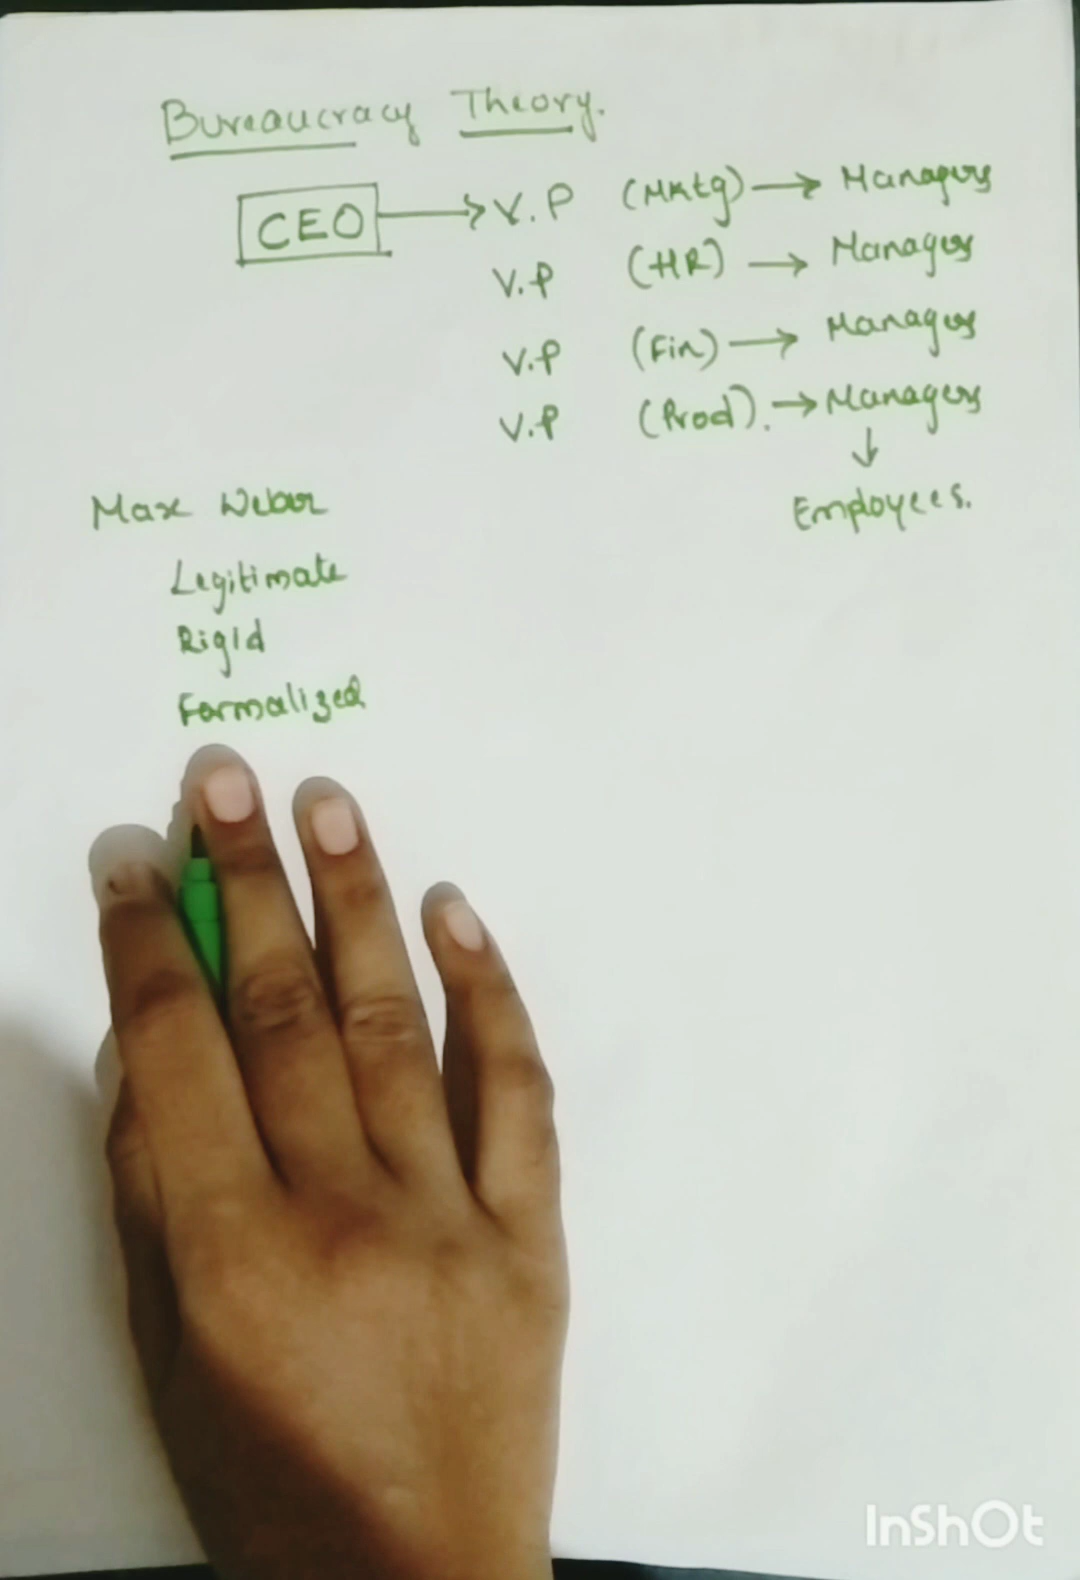 Bureaucracy Theory.
CEO → V.P (Mktg) → Managers
V.P (HR) → Managers
V.P (Fin) → Managers
V.P (Prod). → Managers
↓
Employees.
Max Weber
Legitimate
Rigid
Formalized
InShOt